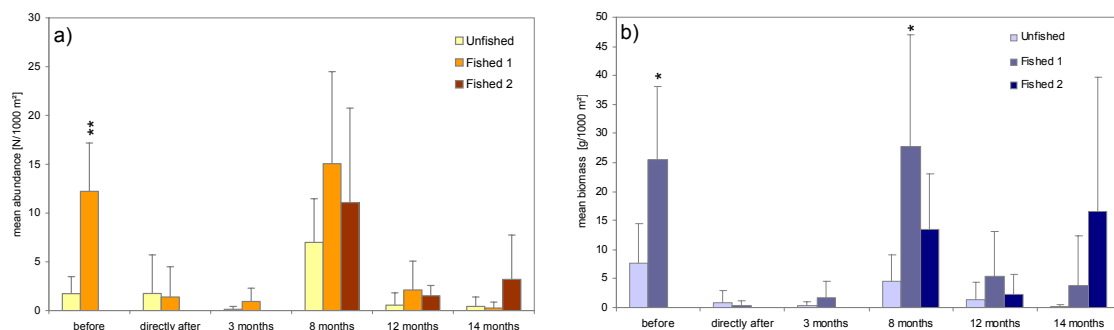 a)
mean abundance [N/1000 m²]
30
25
20
15
10
5
0
**
Unfished
Fished 1
Fished 2
before directly after 3 months 8 months 12 months 14 months
b)
mean biomass [g/1000 m²]
50
45
40
35
30
25
20
15
10
5
0
*
*
Unfished
Fished 1
Fished 2
before directly after 3 months 8 months 12 months 14 months